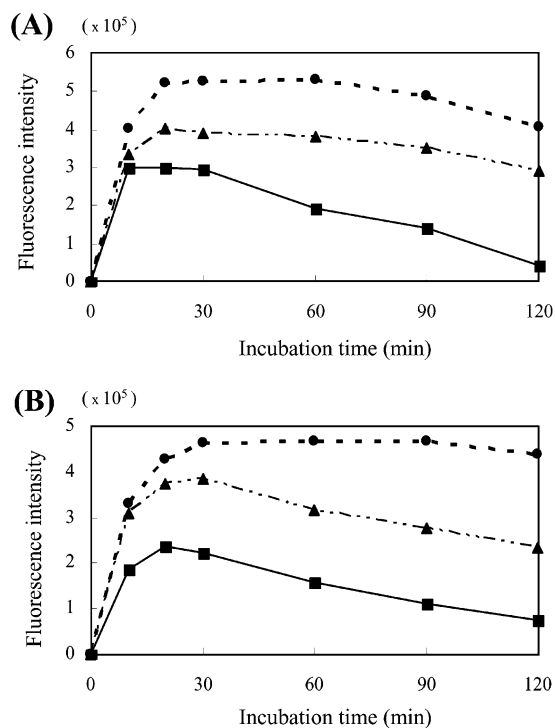 (A) (×10⁵)
6
5
4
3
2
1
0
Fluorescence intensity
0 30 60 90 120
Incubation time (min)
(B) (×10⁵)
5
4
3
2
1
0
Fluorescence intensity
0 30 60 90 120
Incubation time (min)